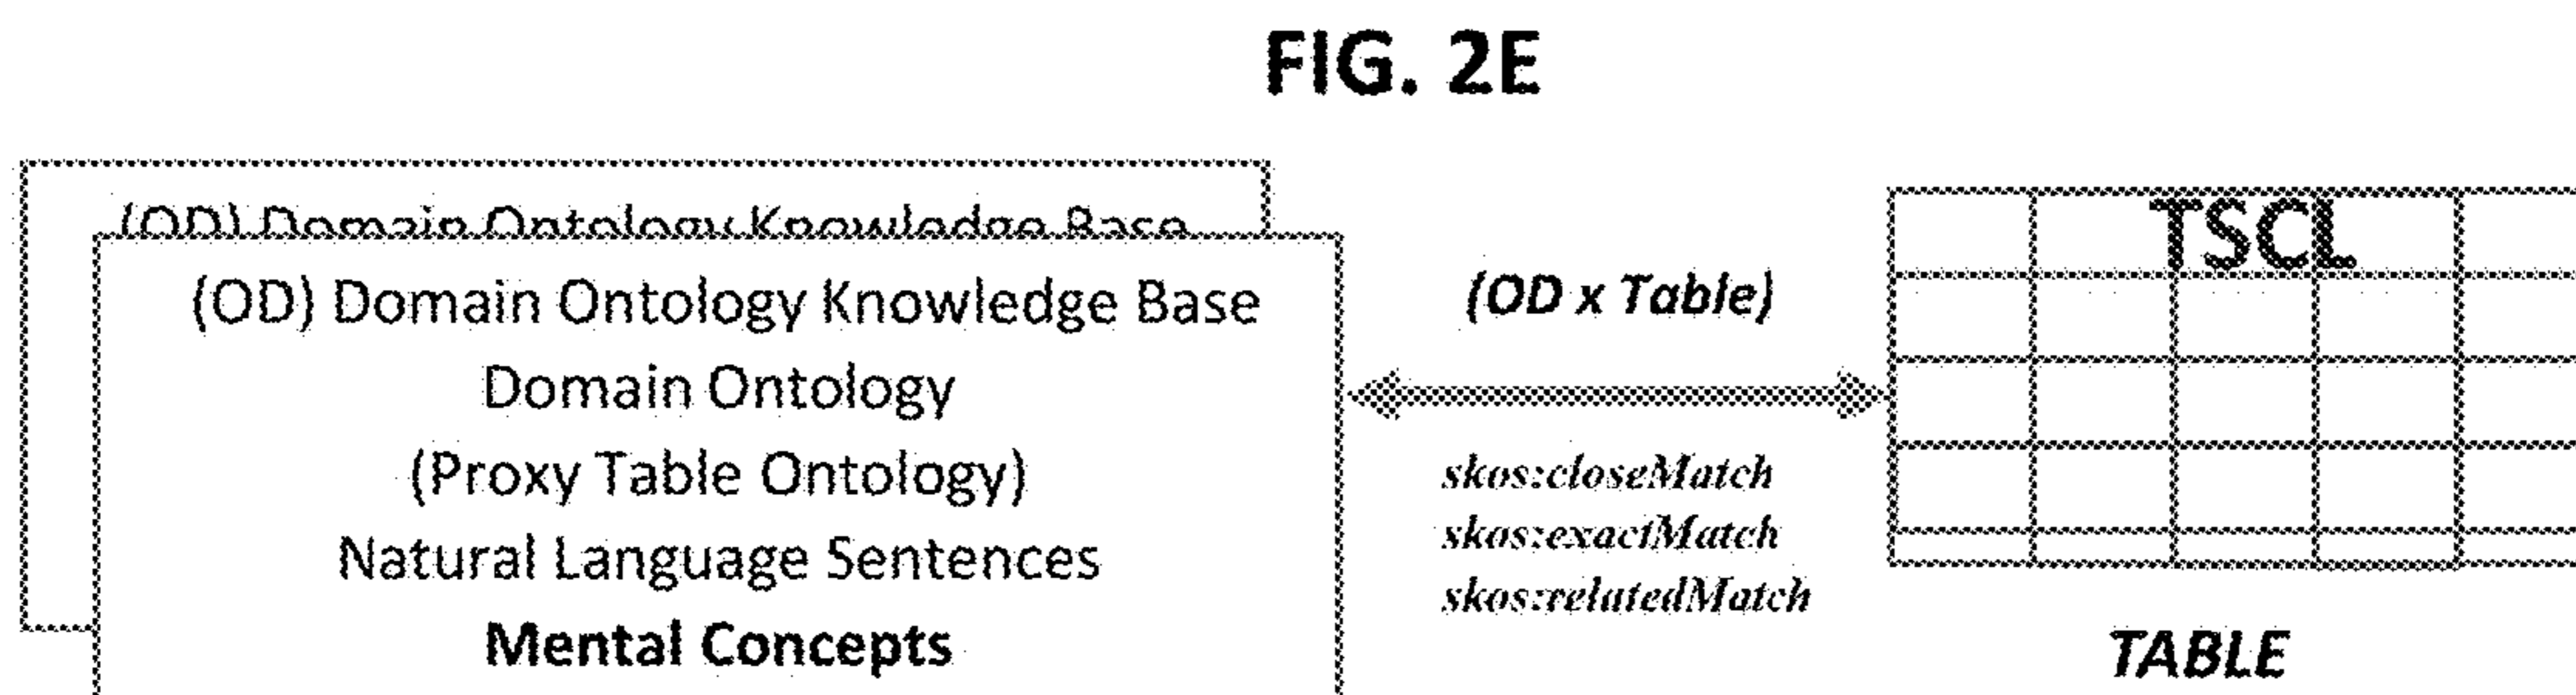 FIG. 2E
(OD) Domain Ontology Knowledge Base
(OD) Domain Ontology Knowledge Base
Domain Ontology
(Proxy Table Ontology)
Natural Language Sentences
Mental Concepts
(OD x Table)
skos:closeMatch
skos:exactMatch
skos:relatedMatch
TSCL
TABLE